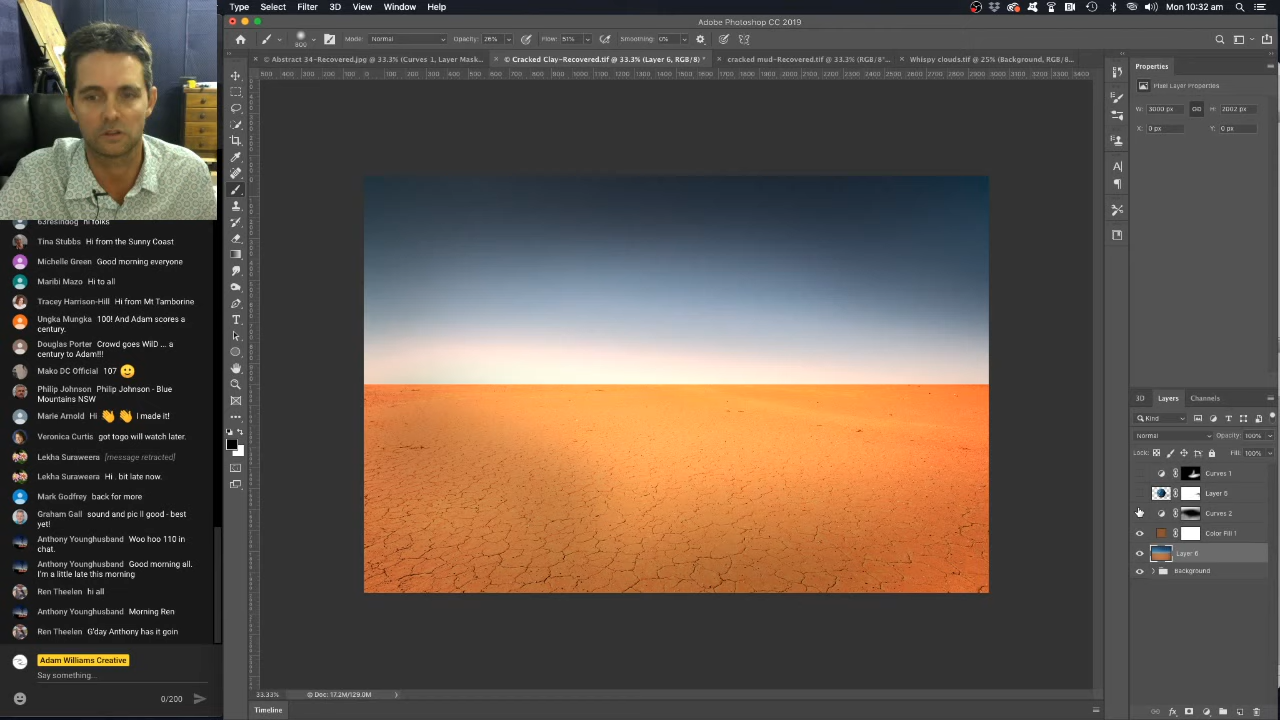 Type Select Filter 3D View Window Help
10:32 am
Adobe Photoshop CC 2019
600 Mode: Normal Opacity: 26% Flow: 51% Smoothing: 0%
Abstract 34-Recovered.jpg @ 33.3% (Curves 1, Layer Mask...
Cracked Clay-Recovered.tif @ 33.3% (Layer 6, RGB/8) *
cracked mud-Recovered.tif @ 33.3% (RGB/8*...
Whispy clouds.tif @ 25% (Background, RGB/8...
Properties
Pixel Layer Properties
W: 3000 px H: 2002 px
X: 0 px Y: 0 px
3D Layers Channels
Kind
Normal Opacity: 100%
Lock: Fill: 100%
Curves 1
Layer 5
Curves 2
Color Fill 1
Layer 6
Background
63resindog hi folks
Tina Stubbs Hi from the Sunny Coast
Michelle Green Good morning everyone
Maribi Mazo Hi to all
Tracey Harrison-Hill Hi from Mt Tamborine
Ungka Mungka 100! And Adam scores a
century.
Douglas Porter Crowd goes WilD ... a
century to Adam!!!
Mako DC Official 107
Philip Johnson Philip Johnson - Blue
Mountains NSW
Marie Arnold Hi I made it!
Veronica Curtis got togo will watch later.
Lekha Suraweera [message retracted]
Lekha Suraweera Hi . bit late now.
Mark Godfrey back for more
Graham Gall sound and pic ll good - best
yet!
Anthony Younghusband Woo hoo 110 in
chat.
Anthony Younghusband Good morning all.
I'm a little late this morning
Ren Theelen hi all
Anthony Younghusband Morning Ren
Ren Theelen G'day Anthony has it goin
Adam Williams Creative
Say something...
0/200
33.33% Doc: 17.2M/129.0M
Timeline